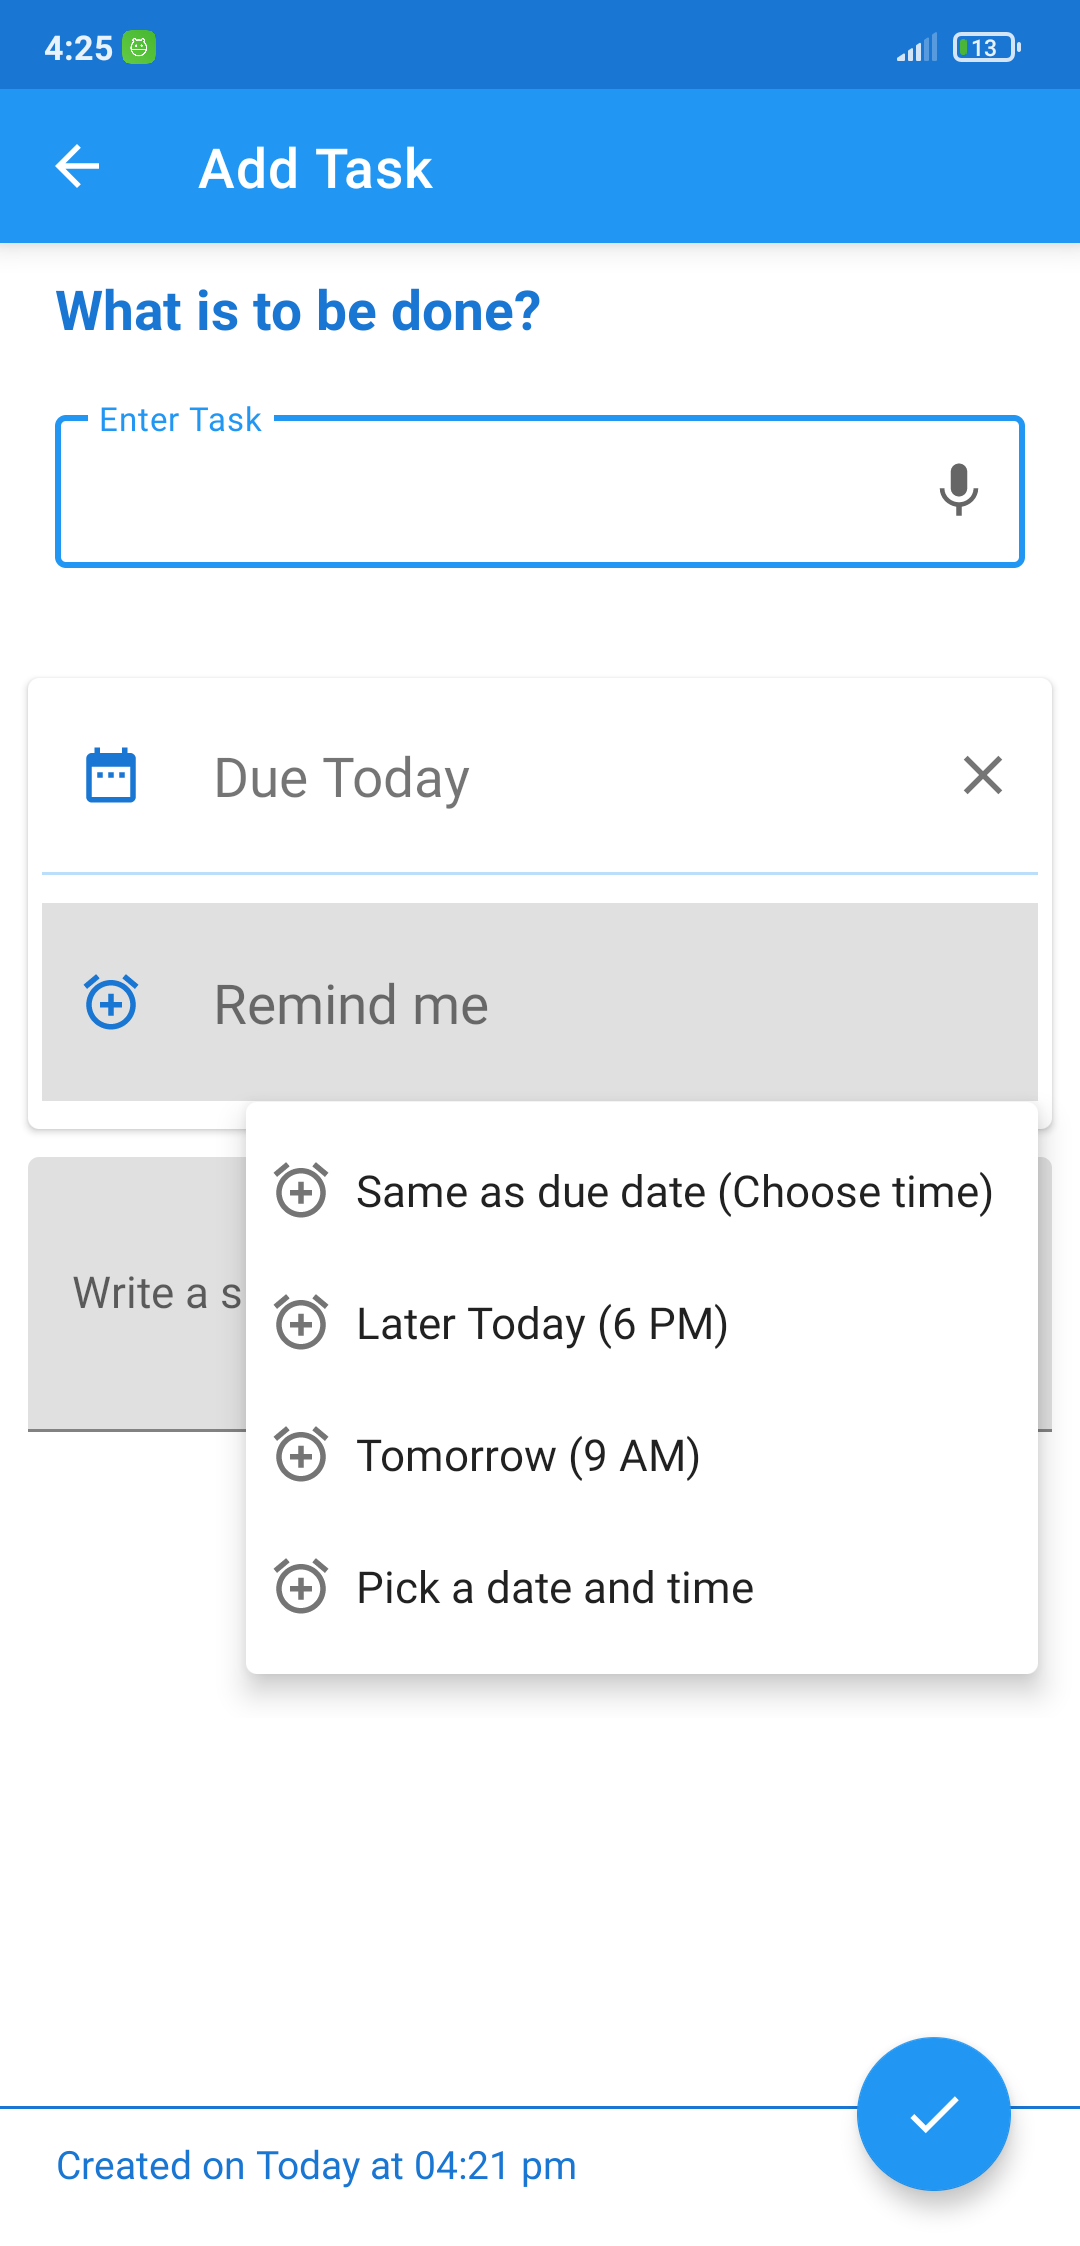 4:25
13
Add Task
What is to be done?
Enter Task
Due Today
Remind me
Same as due date (Choose time)
Write a s
Later Today (6 PM)
Tomorrow (9 AM)
Pick a date and time
Created on Today at 04:21 pm